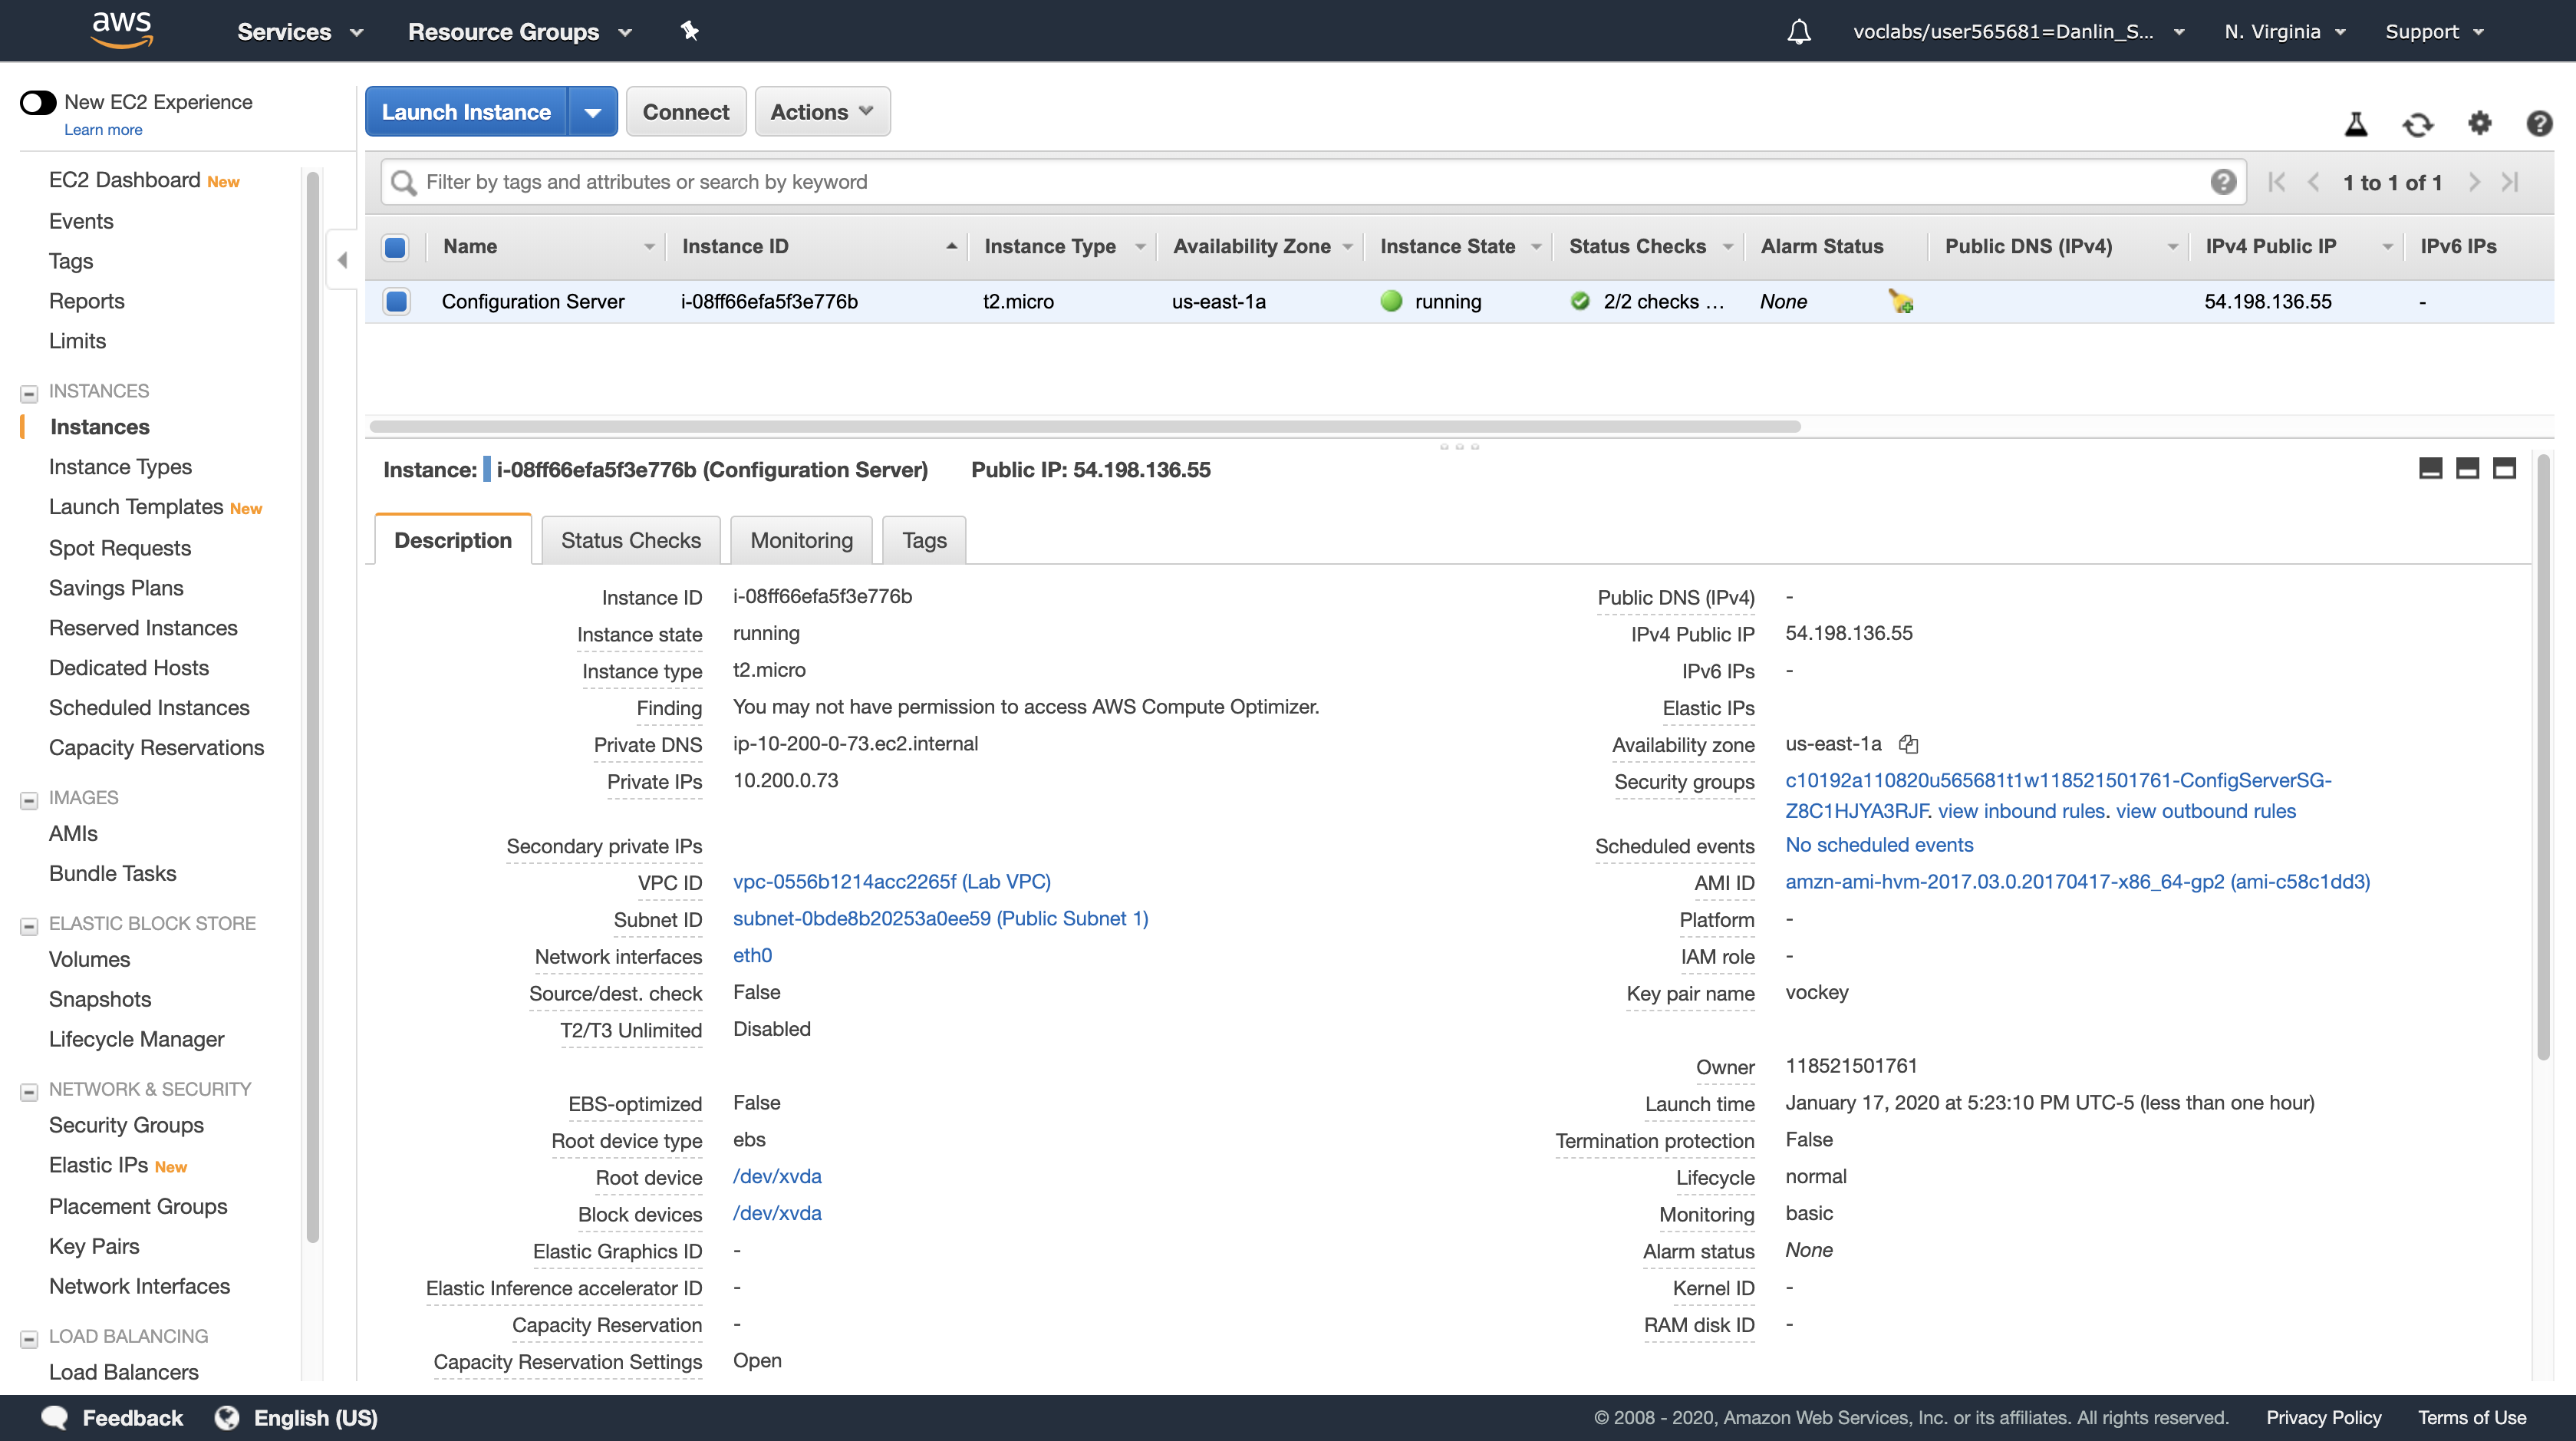 aws Services Resource Groups voclabs/user565681=Danlin_S... N. Virginia Support
New EC2 Experience
Learn more
EC2 Dashboard New
Events
Tags
Reports
Limits
INSTANCES
Instances
Instance Types
Launch Templates New
Spot Requests
Savings Plans
Reserved Instances
Dedicated Hosts
Scheduled Instances
Capacity Reservations
IMAGES
AMIs
Bundle Tasks
ELASTIC BLOCK STORE
Volumes
Snapshots
Lifecycle Manager
NETWORK & SECURITY
Security Groups
Elastic IPs New
Placement Groups
Key Pairs
Network Interfaces
LOAD BALANCING
Load Balancers
Launch Instance Connect Actions
Filter by tags and attributes or search by keyword 1 to 1 of 1
Name Instance ID Instance Type Availability Zone Instance State Status Checks Alarm Status Public DNS (IPv4) IPv4 Public IP IPv6 IPs
Configuration Server i-08ff66efa5f3e776b t2.micro us-east-1a running 2/2 checks ... None 54.198.136.55 -
Instance: i-08ff66efa5f3e776b (Configuration Server) Public IP: 54.198.136.55
Description Status Checks Monitoring Tags
Instance ID i-08ff66efa5f3e776b
Instance state running
Instance type t2.micro
Finding You may not have permission to access AWS Compute Optimizer.
Private DNS ip-10-200-0-73.ec2.internal
Private IPs 10.200.0.73
Secondary private IPs
VPC ID vpc-0556b1214acc2265f (Lab VPC)
Subnet ID subnet-0bde8b20253a0ee59 (Public Subnet 1)
Network interfaces eth0
Source/dest. check False
T2/T3 Unlimited Disabled
EBS-optimized False
Root device type ebs
Root device /dev/xvda
Block devices /dev/xvda
Elastic Graphics ID -
Elastic Inference accelerator ID -
Capacity Reservation -
Capacity Reservation Settings Open
Public DNS (IPv4) -
IPv4 Public IP 54.198.136.55
IPv6 IPs -
Elastic IPs
Availability zone us-east-1a
Security groups c10192a110820u565681t1w118521501761-ConfigServerSG-
Z8C1HJYA3RJF. view inbound rules. view outbound rules
Scheduled events No scheduled events
AMI ID amzn-ami-hvm-2017.03.0.20170417-x86_64-gp2 (ami-c58c1dd3)
Platform -
IAM role -
Key pair name vockey
Owner 118521501761
Launch time January 17, 2020 at 5:23:10 PM UTC-5 (less than one hour)
Termination protection False
Lifecycle normal
Monitoring basic
Alarm status None
Kernel ID -
RAM disk ID -
Feedback English (US) © 2008 - 2020, Amazon Web Services, Inc. or its affiliates. All rights reserved. Privacy Policy Terms of Use